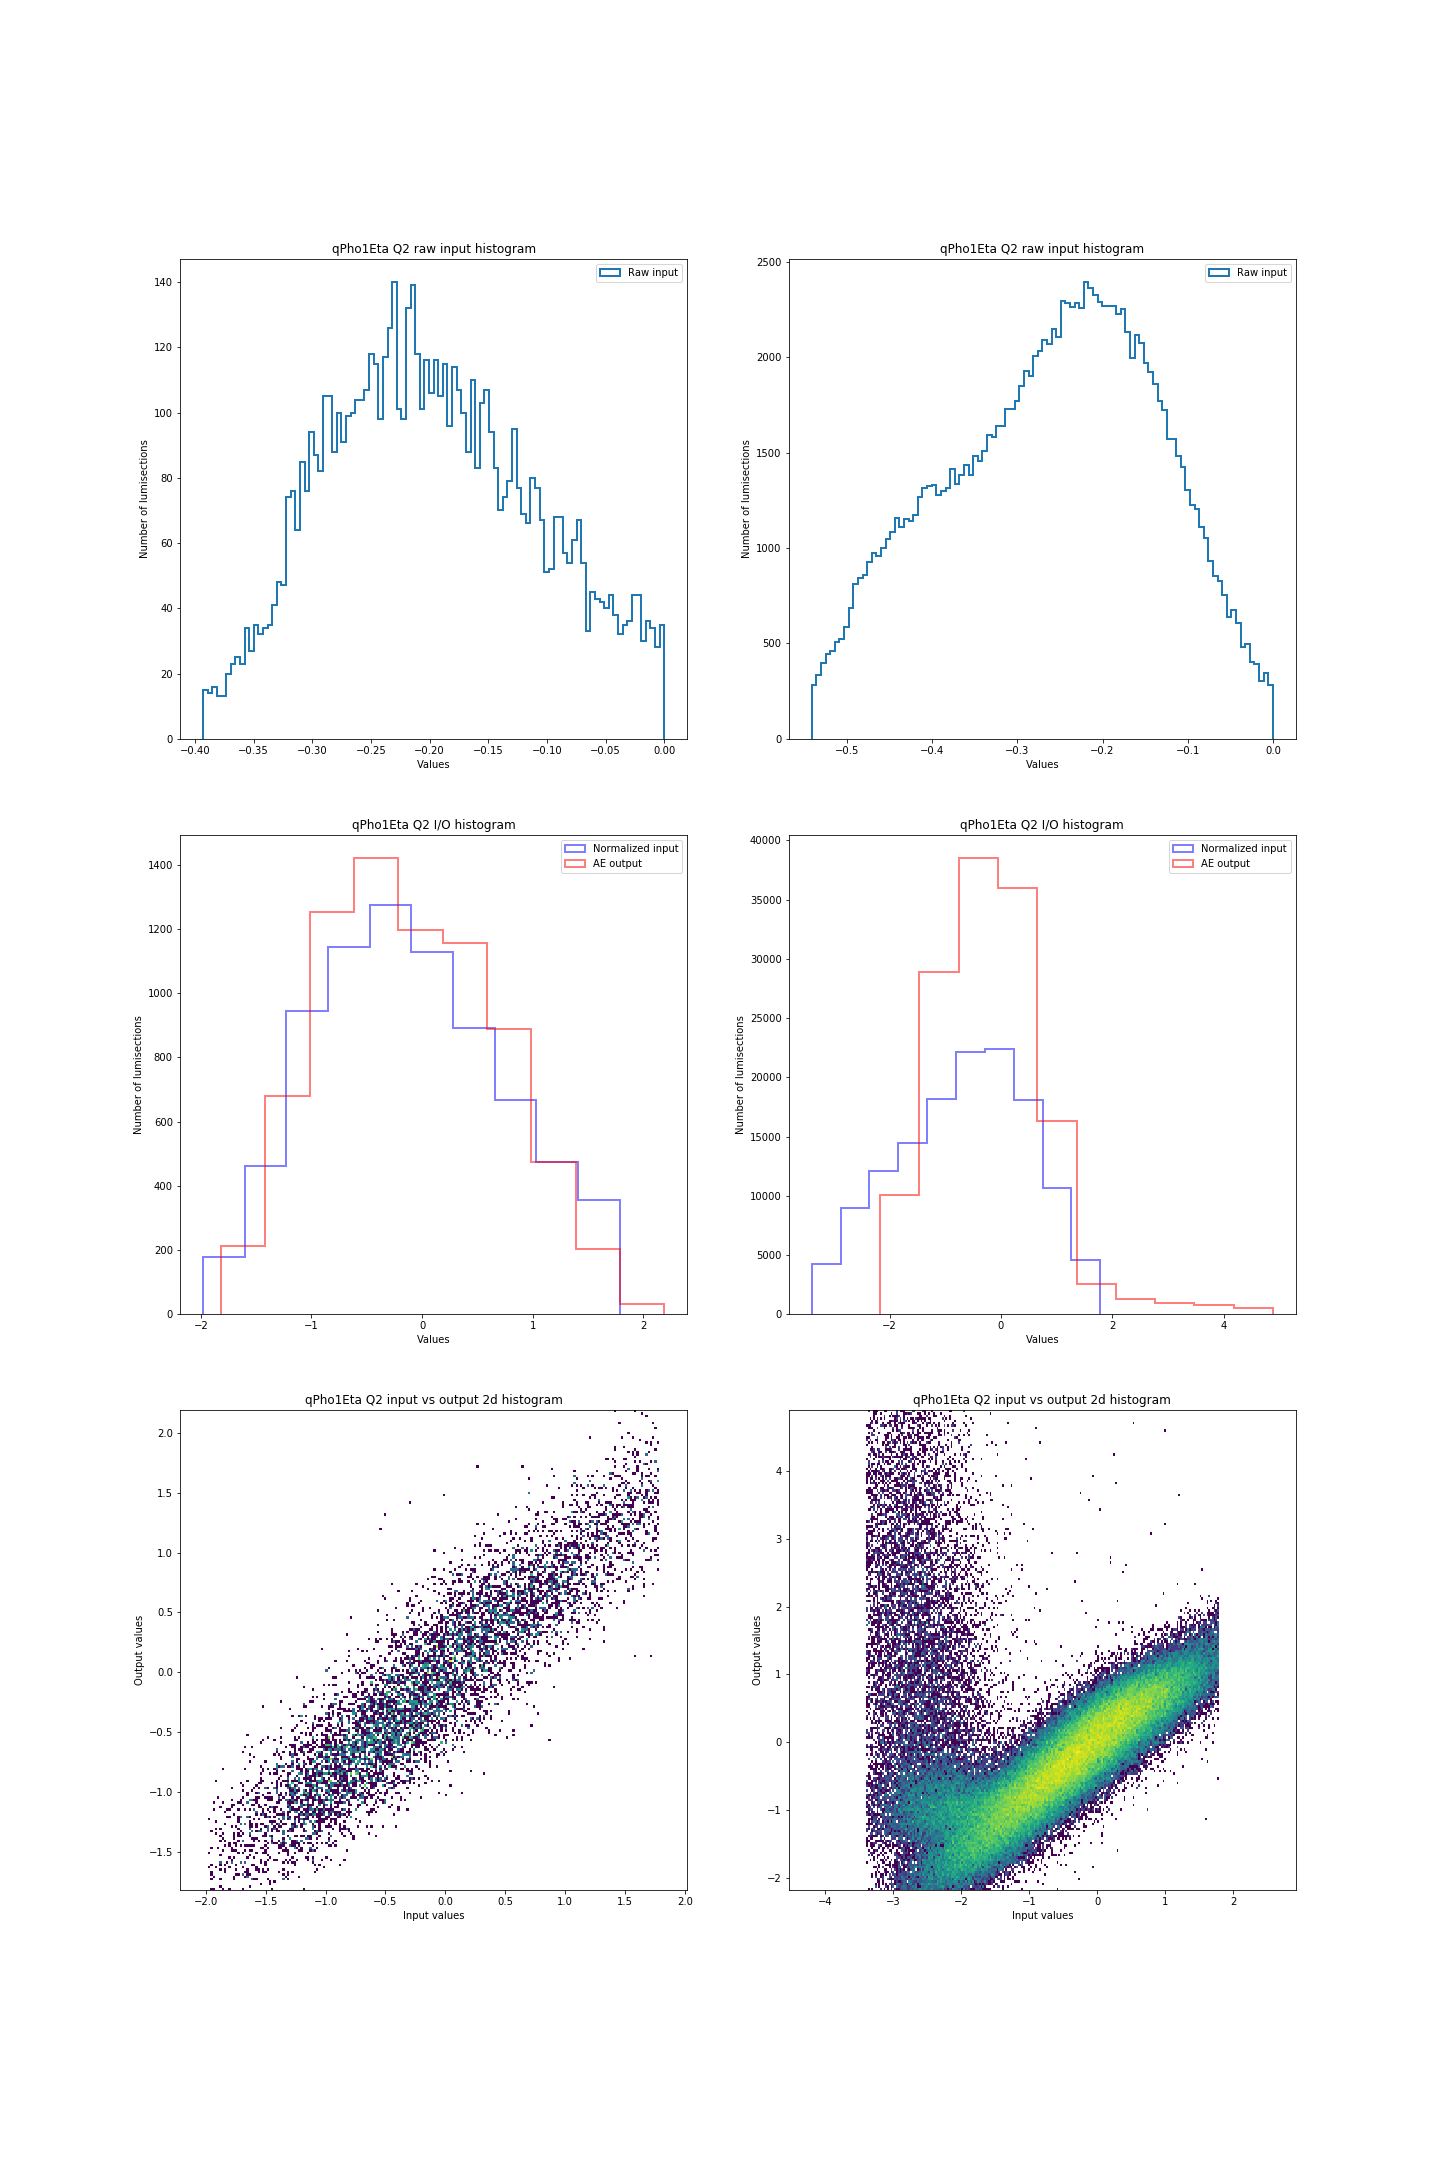 qPho1Eta Q2 raw input histogram
Raw input
140
120
100
80
60
40
20
0
Number of lumisections
−0.40 −0.35 −0.30 −0.25 −0.20 −0.15 −0.10 −0.05 0.00
Values
qPho1Eta Q2 raw input histogram
Raw input
2500
2000
1500
1000
500
0
Number of lumisections
−0.5 −0.4 −0.3 −0.2 −0.1 0.0
Values
qPho1Eta Q2 I/O histogram
Normalized input
AE output
1400
1200
1000
800
600
400
200
0
Number of lumisections
−2 −1 0 1 2
Values
qPho1Eta Q2 I/O histogram
Normalized input
AE output
40000
35000
30000
25000
20000
15000
10000
5000
0
Number of lumisections
−2 0 2 4
Values
qPho1Eta Q2 input vs output 2d histogram
2.0
1.5
1.0
0.5
0.0
−0.5
−1.0
−1.5
Output values
−2.0 −1.5 −1.0 −0.5 0.0 0.5 1.0 1.5 2.0
Input values
qPho1Eta Q2 input vs output 2d histogram
4
3
2
1
0
−1
−2
Output values
−4 −3 −2 −1 0 1 2
Input values